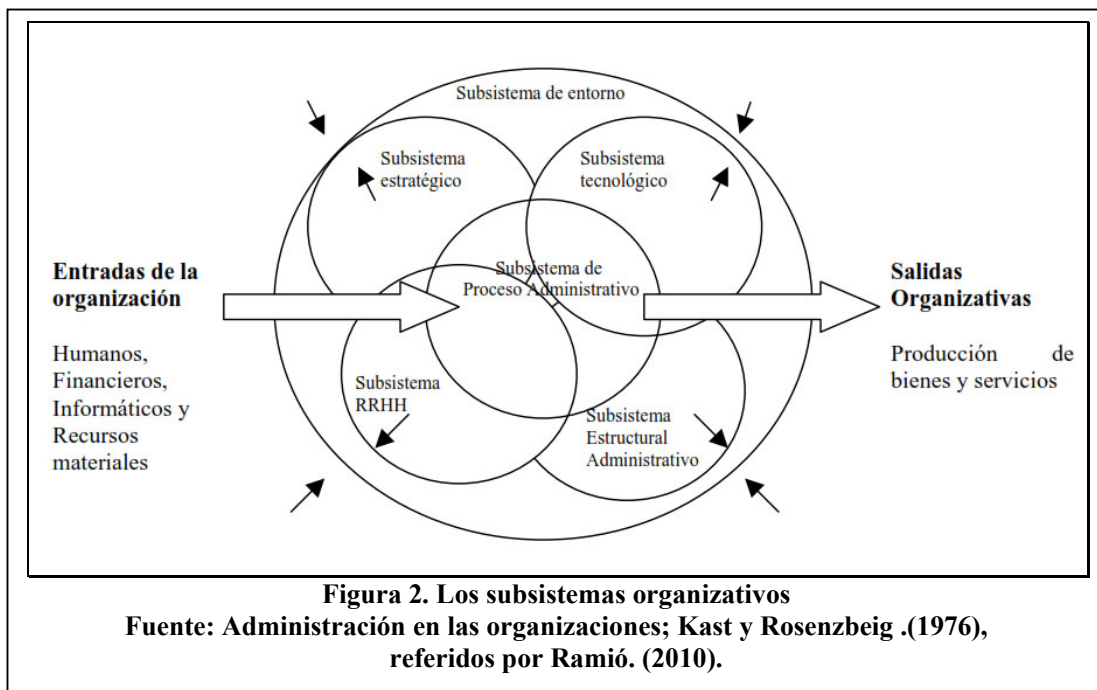 Subsistema de entorno
Subsistema
estratégico
Subsistema
tecnológico
Entradas de la
organización
Humanos,
Financieros,
Informáticos y
Recursos
materiales
Subsistema de
Proceso Administrativo
Subsistema
RRHH
Subsistema
Estructural
Administrativo
Salidas
Organizativas
Producción de
bienes y servicios
Figura 2. Los subsistemas organizativos
Fuente: Administración en las organizaciones; Kast y Rosenzbeig .(1976),
referidos por Ramió. (2010).